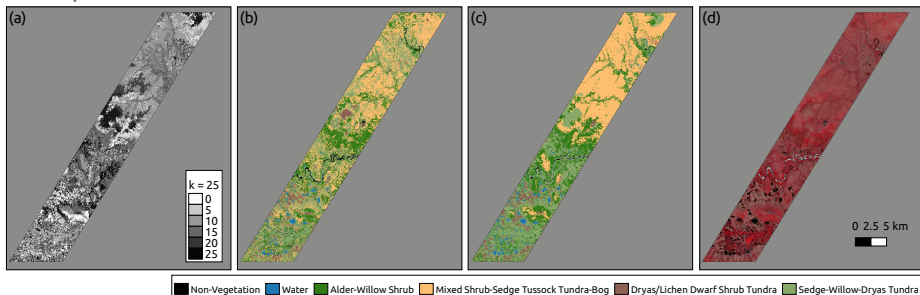 (a)
(b)
(c)
(d)
k = 25
0
5
10
15
20
25
0 2.5 5 km
Non-Vegetation Water Alder-Willow Shrub Mixed Shrub-Sedge Tussock Tundra-Bog Dryas/Lichen Dwarf Shrub Tundra Sedge-Willow-Dryas Tundra